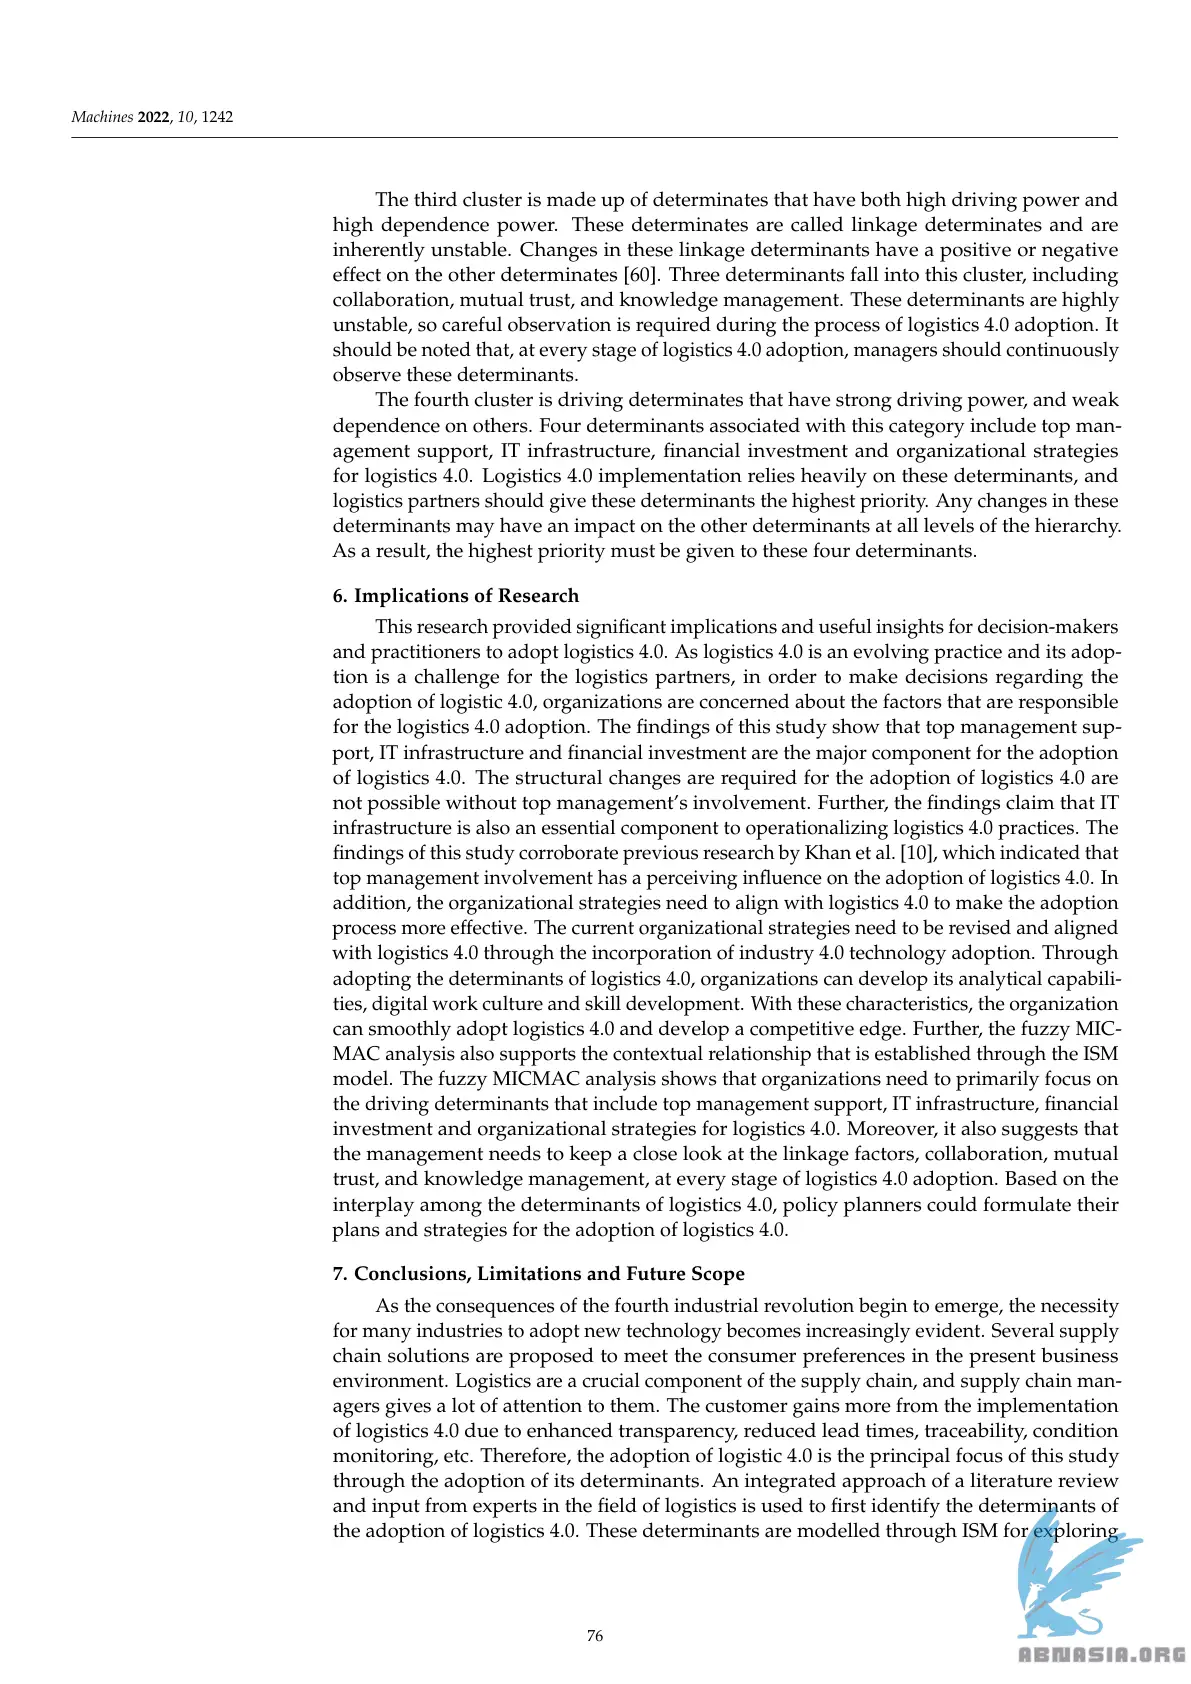 Machines 2022, 10, 1242
The third cluster is made up of determinates that have both high driving power and
high dependence power. These determinates are called linkage determinates and are
inherently unstable. Changes in these linkage determinants have a positive or negative
effect on the other determinates [60]. Three determinants fall into this cluster, including
collaboration, mutual trust, and knowledge management. These determinants are highly
unstable, so careful observation is required during the process of logistics 4.0 adoption. It
should be noted that, at every stage of logistics 4.0 adoption, managers should continuously
observe these determinants.
The fourth cluster is driving determinates that have strong driving power, and weak
dependence on others. Four determinants associated with this category include top man-
agement support, IT infrastructure, financial investment and organizational strategies
for logistics 4.0. Logistics 4.0 implementation relies heavily on these determinants, and
logistics partners should give these determinants the highest priority. Any changes in these
determinants may have an impact on the other determinants at all levels of the hierarchy.
As a result, the highest priority must be given to these four determinants.
6. Implications of Research
This research provided significant implications and useful insights for decision-makers
and practitioners to adopt logistics 4.0. As logistics 4.0 is an evolving practice and its adop-
tion is a challenge for the logistics partners, in order to make decisions regarding the
adoption of logistic 4.0, organizations are concerned about the factors that are responsible
for the logistics 4.0 adoption. The findings of this study show that top management sup-
port, IT infrastructure and financial investment are the major component for the adoption
of logistics 4.0. The structural changes are required for the adoption of logistics 4.0 are
not possible without top management’s involvement. Further, the findings claim that IT
infrastructure is also an essential component to operationalizing logistics 4.0 practices. The
findings of this study corroborate previous research by Khan et al. [10], which indicated that
top management involvement has a perceiving influence on the adoption of logistics 4.0. In
addition, the organizational strategies need to align with logistics 4.0 to make the adoption
process more effective. The current organizational strategies need to be revised and aligned
with logistics 4.0 through the incorporation of industry 4.0 technology adoption. Through
adopting the determinants of logistics 4.0, organizations can develop its analytical capabili-
ties, digital work culture and skill development. With these characteristics, the organization
can smoothly adopt logistics 4.0 and develop a competitive edge. Further, the fuzzy MIC-
MAC analysis also supports the contextual relationship that is established through the ISM
model. The fuzzy MICMAC analysis shows that organizations need to primarily focus on
the driving determinants that include top management support, IT infrastructure, financial
investment and organizational strategies for logistics 4.0. Moreover, it also suggests that
the management needs to keep a close look at the linkage factors, collaboration, mutual
trust, and knowledge management, at every stage of logistics 4.0 adoption. Based on the
interplay among the determinants of logistics 4.0, policy planners could formulate their
plans and strategies for the adoption of logistics 4.0.
7. Conclusions, Limitations and Future Scope
As the consequences of the fourth industrial revolution begin to emerge, the necessity
for many industries to adopt new technology becomes increasingly evident. Several supply
chain solutions are proposed to meet the consumer preferences in the present business
environment. Logistics are a crucial component of the supply chain, and supply chain man-
agers gives a lot of attention to them. The customer gains more from the implementation
of logistics 4.0 due to enhanced transparency, reduced lead times, traceability, condition
monitoring, etc. Therefore, the adoption of logistic 4.0 is the principal focus of this study
through the adoption of its determinants. An integrated approach of a literature review
and input from experts in the field of logistics is used to first identify the determinants of
the adoption of logistics 4.0. These determinants are modelled through ISM for exploring
76
ABNASIA.ORG